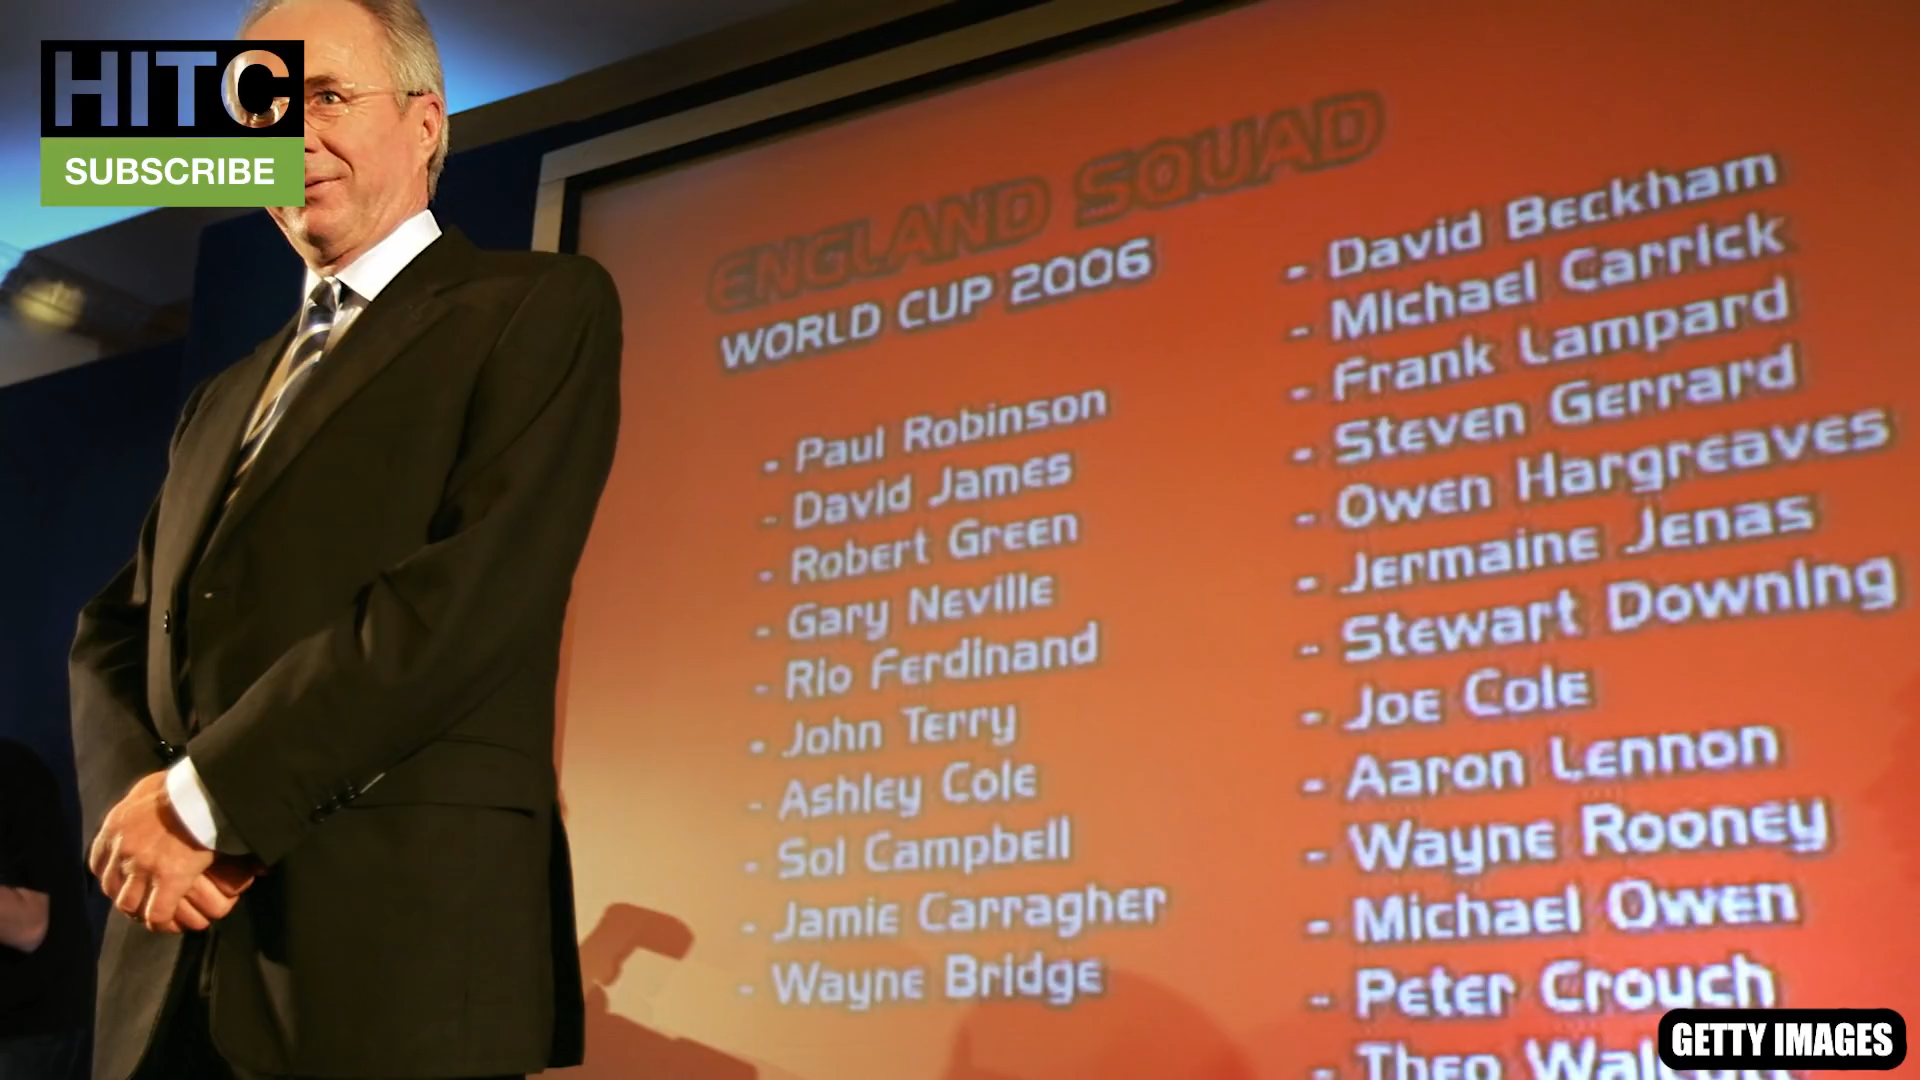 HITC
SUBSCRIBE
ENGLAND SQUAD
WORLD CUP 2006
- Paul Robinson
- David James
- Robert Green
- Gary Neville
- Rio Ferdinand
- John Terry
- Ashley Cole
- Sol Campbell
- Jamie Carragher
- Wayne Bridge
- David Beckham
- Michael Carrick
- Frank Lampard
- Steven Gerrard
- Owen Hargreaves
- Jermaine Jenas
- Stewart Downing
- Joe Cole
- Aaron Lennon
- Wayne Rooney
- Michael Owen
- Peter Crouch
- Theo
GETTY IMAGES